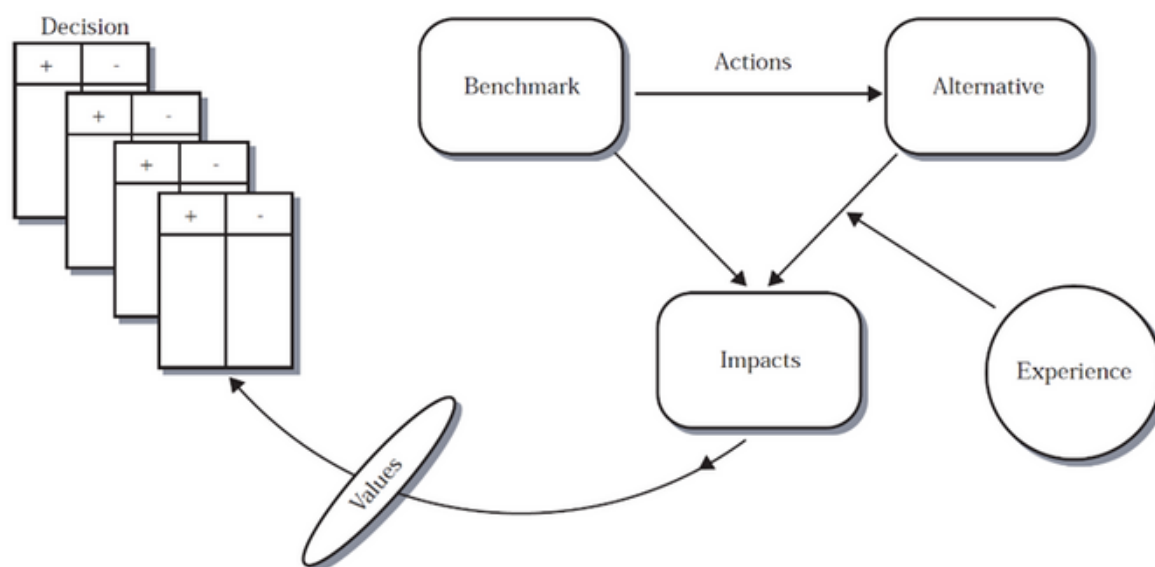 Decision
+ -
+ -
+ -
+ -
Benchmark
Actions
Alternative
Impacts
Experience
Values